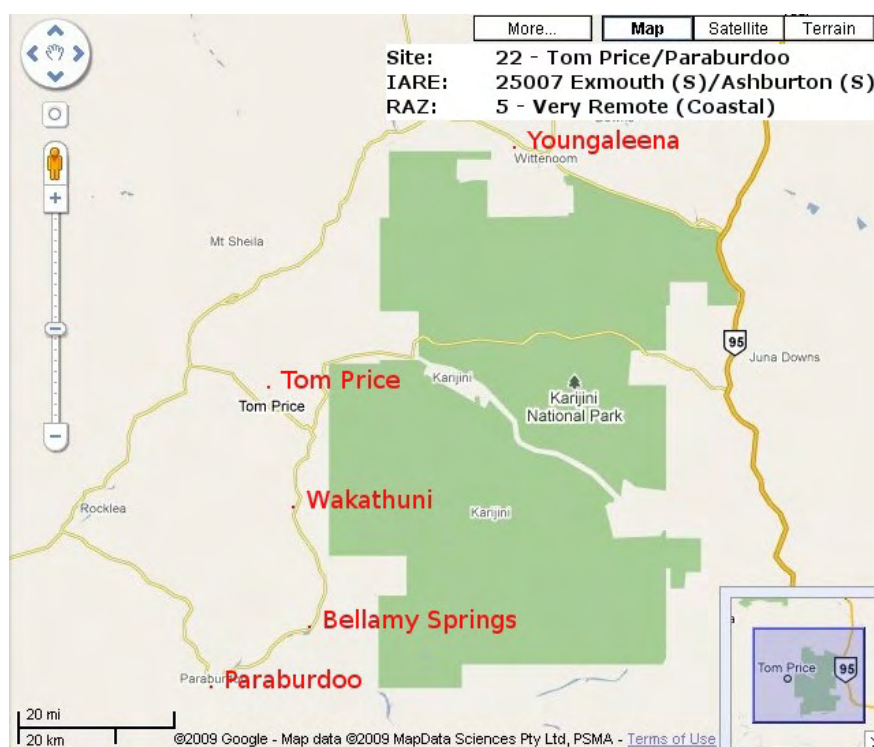 More...
Map
Satellite
Terrain
Site: 22 - Tom Price/Paraburdoo
IARE: 25007 Exmouth (S)/Ashburton (S)
RAZ: 5 - Very Remote (Coastal)
Youngaleena
Wittenoom
Mt Sheila
95
Juna Downs
Tom Price
Karijini
Tom Price
Karijini
National Park
Wakathuni
Rocklea
Karijini
Bellamy Springs
Paraburdoo
Tom Price
95
20 mi
20 km
©2009 Google - Map data ©2009 MapData Sciences Pty Ltd, PSMA - Terms of Use